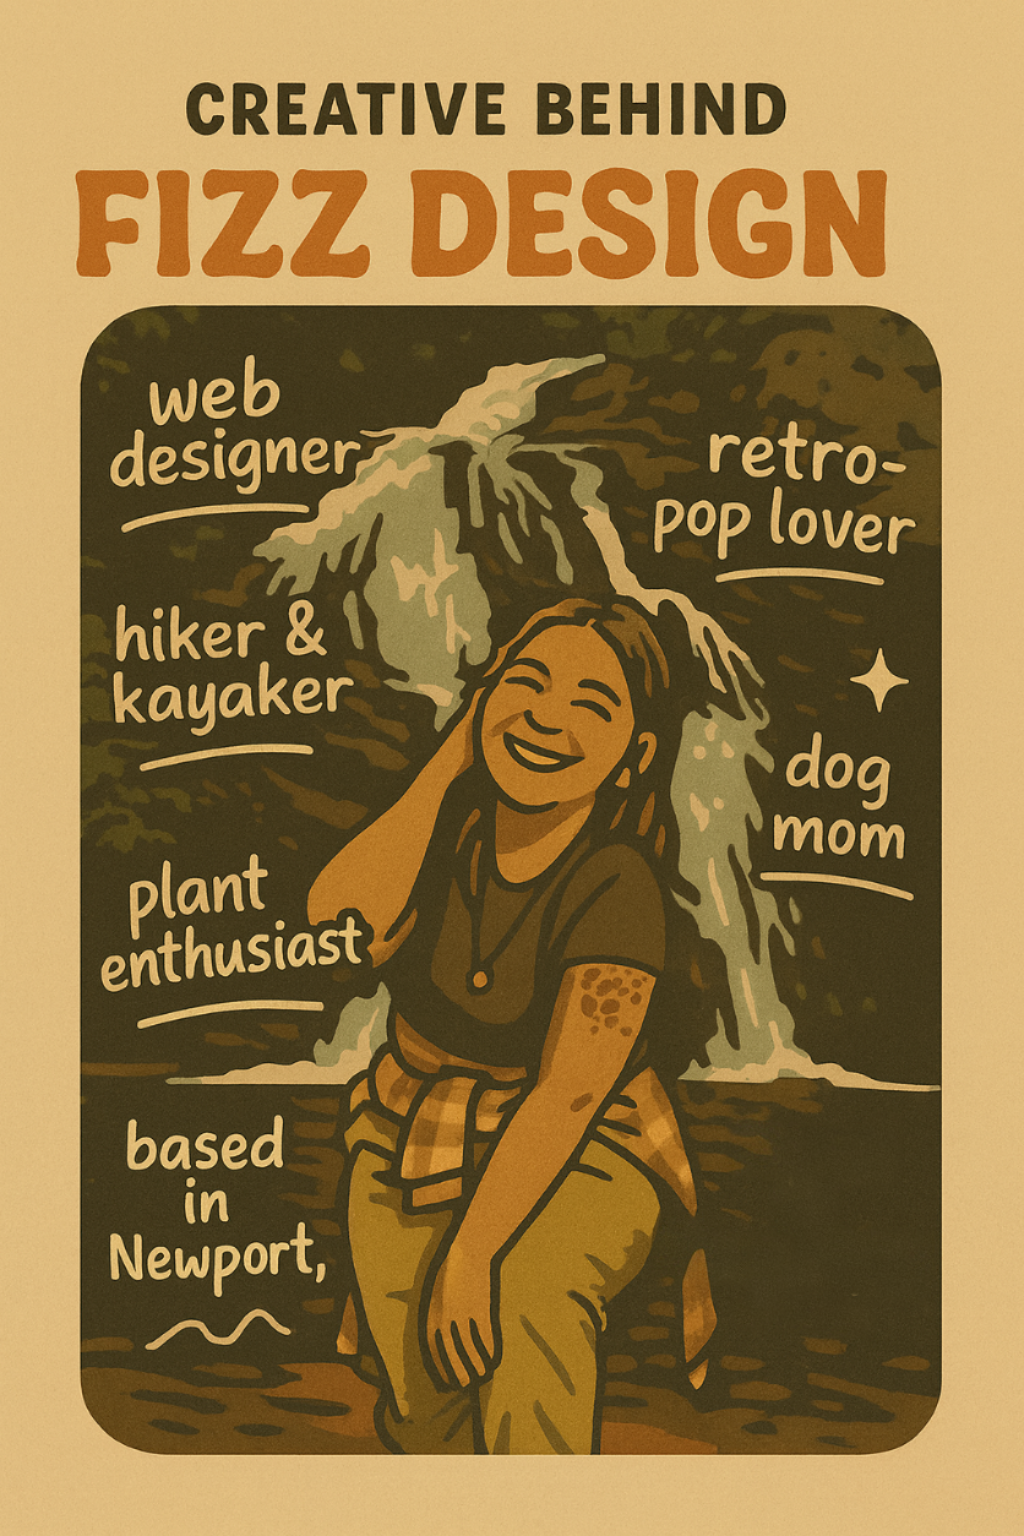 CREATIVE BEHIND
FIZZ DESIGN
web
designer
retro-
pop lover
hiker &
kayaker
dog
mom
plant
enthusiast
based
in
Newport,